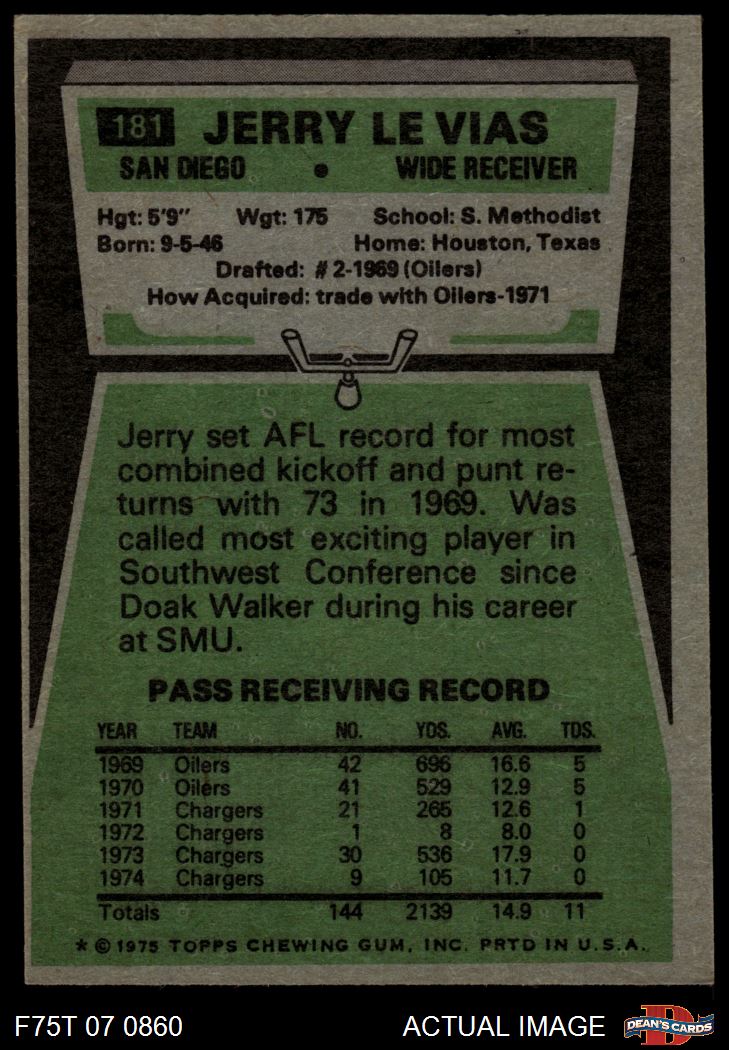 181 JERRY LE VIAS
SAN DIEGO • WIDE RECEIVER
Hgt: 5'9" Wgt: 175 School: S. Methodist
Born: 9-5-46 Home: Houston, Texas
Drafted: #2-1969 (Oilers)
How Acquired: trade with Oilers-1971
Jerry set AFL record for most
combined kickoff and punt re-
turns with 73 in 1969. Was
called most exciting player in
Southwest Conference since
Doak Walker during his career
at SMU.
PASS RECEIVING RECORD
YEAR TEAM NO. YDS. AVG. TDS.
1969 Oilers 42 696 16.6 5
1970 Oilers 41 529 12.9 5
1971 Chargers 21 265 12.6 1
1972 Chargers 1 8 8.0 0
1973 Chargers 30 536 17.9 0
1974 Chargers 9 105 11.7 0
Totals 144 2139 14.9 11
* © 1975 TOPPS CHEWING GUM, INC. PRTD IN U.S.A.
F75T 07 0860 ACTUAL IMAGE D DEAN'S CARDS